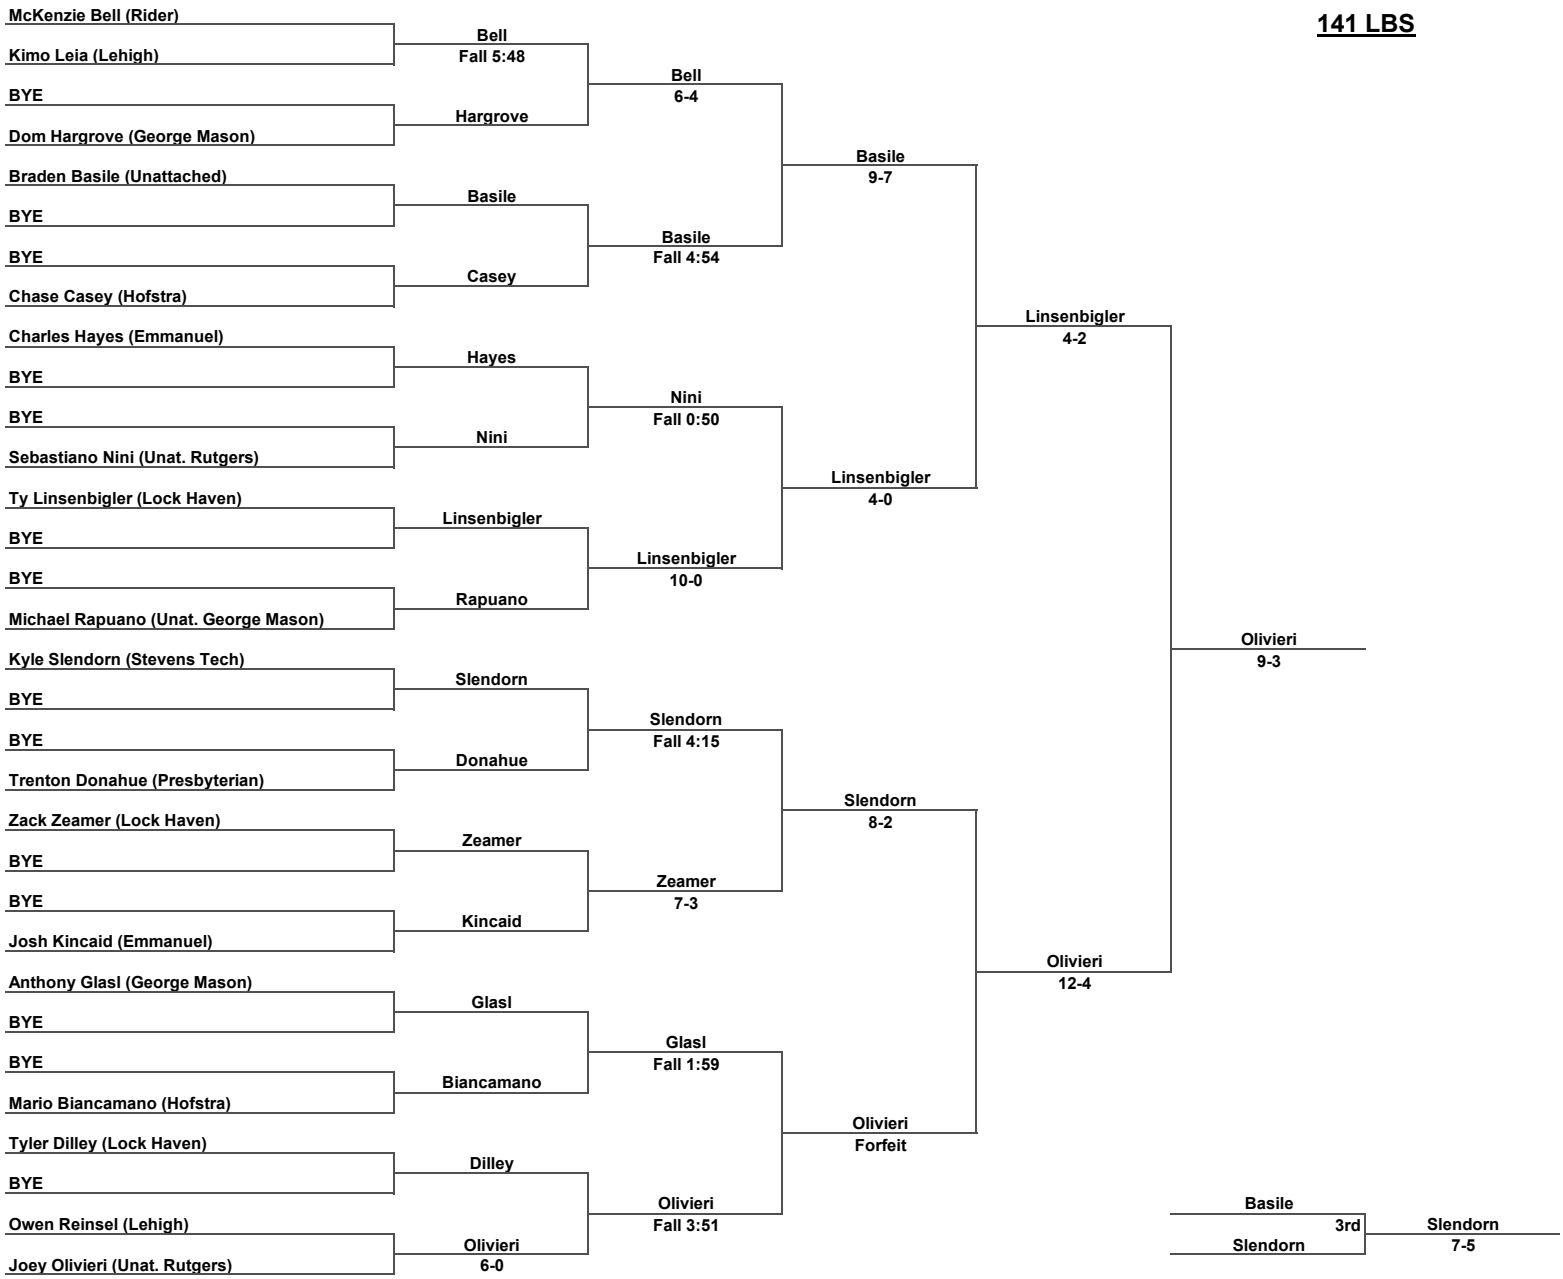 141 LBS
McKenzie Bell (Rider)
Kimo Leia (Lehigh)
BYE
Dom Hargrove (George Mason)
Braden Basile (Unattached)
BYE
BYE
Chase Casey (Hofstra)
Charles Hayes (Emmanuel)
BYE
BYE
Sebastiano Nini (Unat. Rutgers)
Ty Linsenbigler (Lock Haven)
BYE
BYE
Michael Rapuano (Unat. George Mason)
Kyle Slendorn (Stevens Tech)
BYE
BYE
Trenton Donahue (Presbyterian)
Zack Zeamer (Lock Haven)
BYE
BYE
Josh Kincaid (Emmanuel)
Anthony Glasl (George Mason)
BYE
BYE
Mario Biancamano (Hofstra)
Tyler Dilley (Lock Haven)
BYE
Owen Reinsel (Lehigh)
Joey Olivieri (Unat. Rutgers)
Bell
Fall 5:48
Hargrove
Basile
Casey
Hayes
Nini
Linsenbigler
Rapuano
Slendorn
Donahue
Zeamer
Kincaid
Glasl
Biancamano
Dilley
Olivieri
6-0
Bell
6-4
Basile
Fall 4:54
Nini
Fall 0:50
Linsenbigler
10-0
Slendorn
Fall 4:15
Zeamer
7-3
Glasl
Fall 1:59
Olivieri
Fall 3:51
Basile
9-7
Linsenbigler
4-0
Slendorn
8-2
Olivieri
Forfeit
Linsenbigler
4-2
Olivieri
12-4
Olivieri
9-3
Basile
3rd
Slendorn
Slendorn
7-5